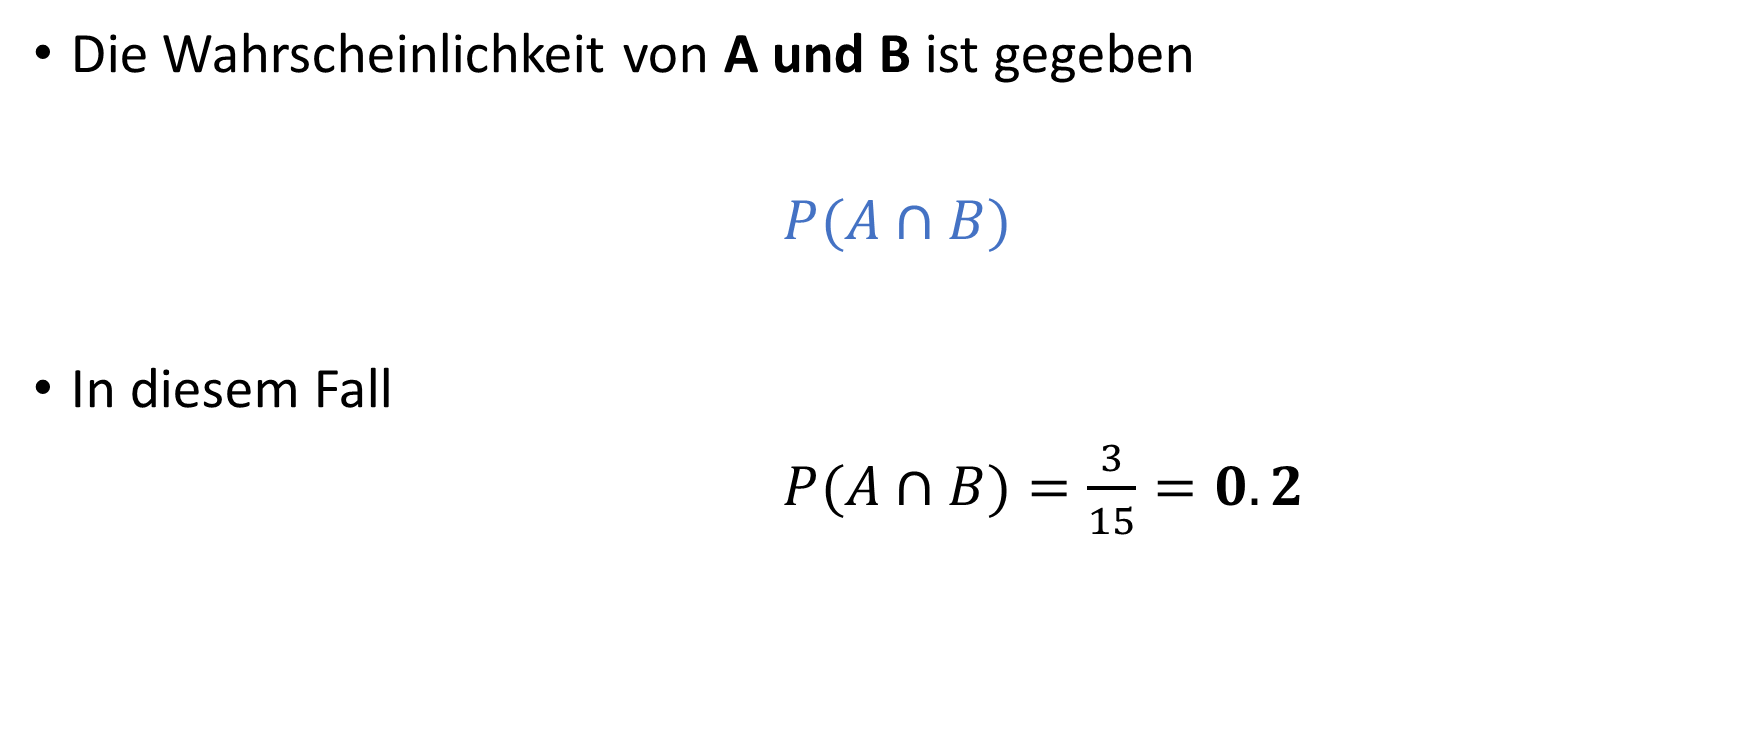 • Die Wahrscheinlichkeit von A und B ist gegeben
P(A ∩ B)
• In diesem Fall
P(A ∩ B) = 3/15 = 0.2